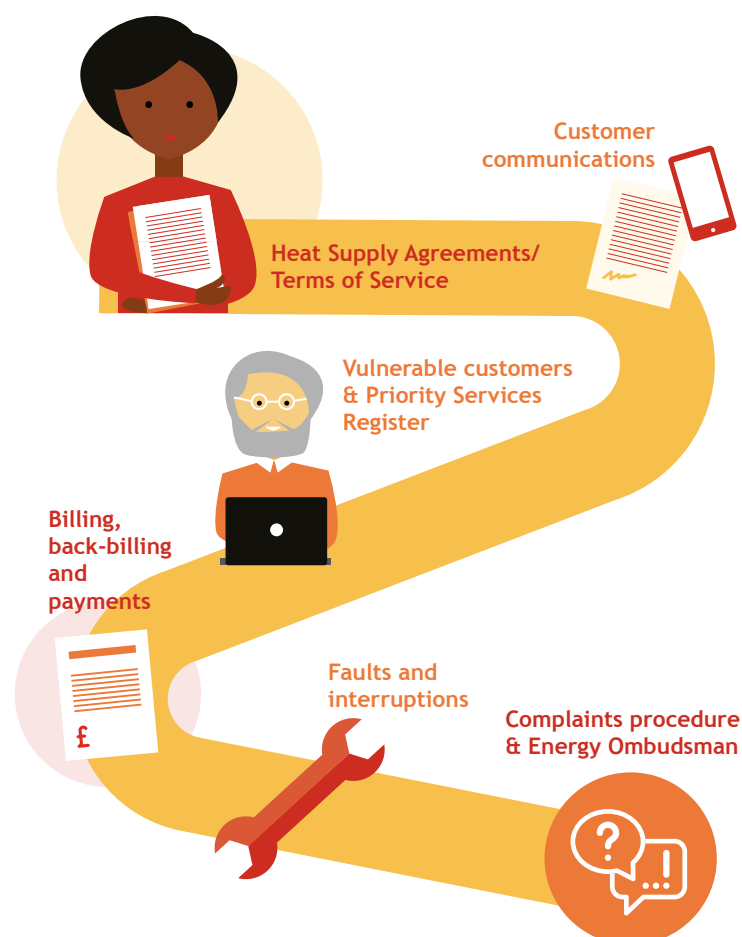 Customer
communications
Heat Supply Agreements/
Terms of Service
Vulnerable customers
& Priority Services
Register
Billing,
back-billing
and
payments
£
Faults and
interruptions
Complaints procedure
& Energy Ombudsman
?
!